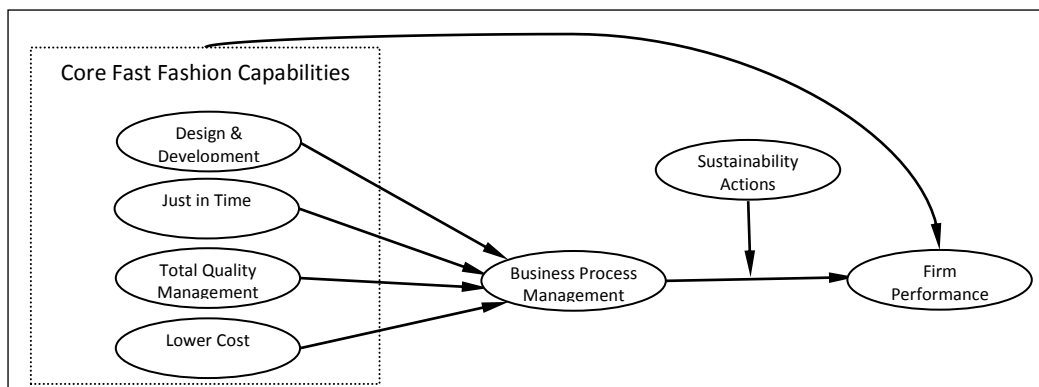 Core Fast Fashion Capabilities
Design &
Development
Just in Time
Total Quality
Management
Lower Cost
Business Process
Management
Sustainability
Actions
Firm
Performance